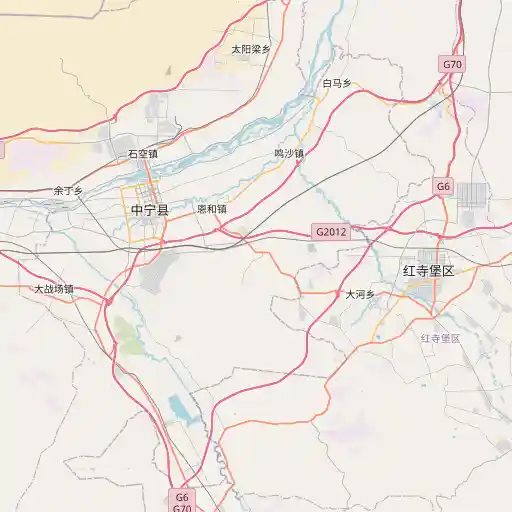 太阳梁乡
G70
白马乡
石空镇
鸣沙镇
余丁乡
G6
中宁县
恩和镇
G2012
红寺堡区
大战场镇
大河乡
红寺堡区
G6
G70